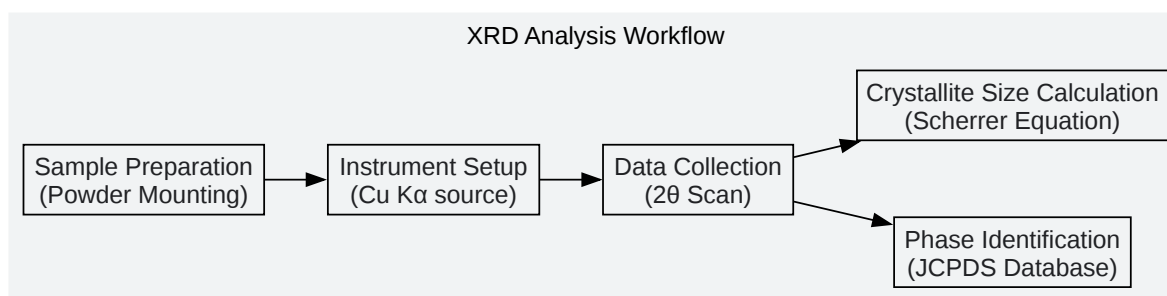 XRD Analysis Workflow
Sample Preparation
(Powder Mounting)
Instrument Setup
(Cu Kα source)
Data Collection
(2θ Scan)
Crystallite Size Calculation
(Scherrer Equation)
Phase Identification
(JCPDS Database)